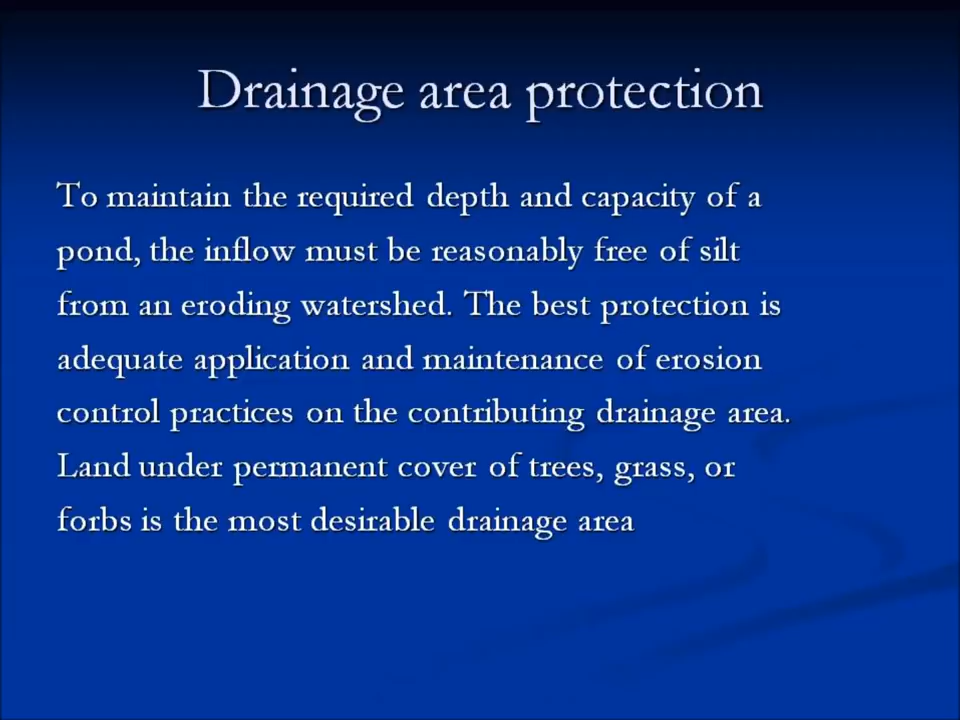 Drainage area protection
To maintain the required depth and capacity of a
pond, the inflow must be reasonably free of silt
from an eroding watershed. The best protection is
adequate application and maintenance of erosion
control practices on the contributing drainage area.
Land under permanent cover of trees, grass, or
forbs is the most desirable drainage area